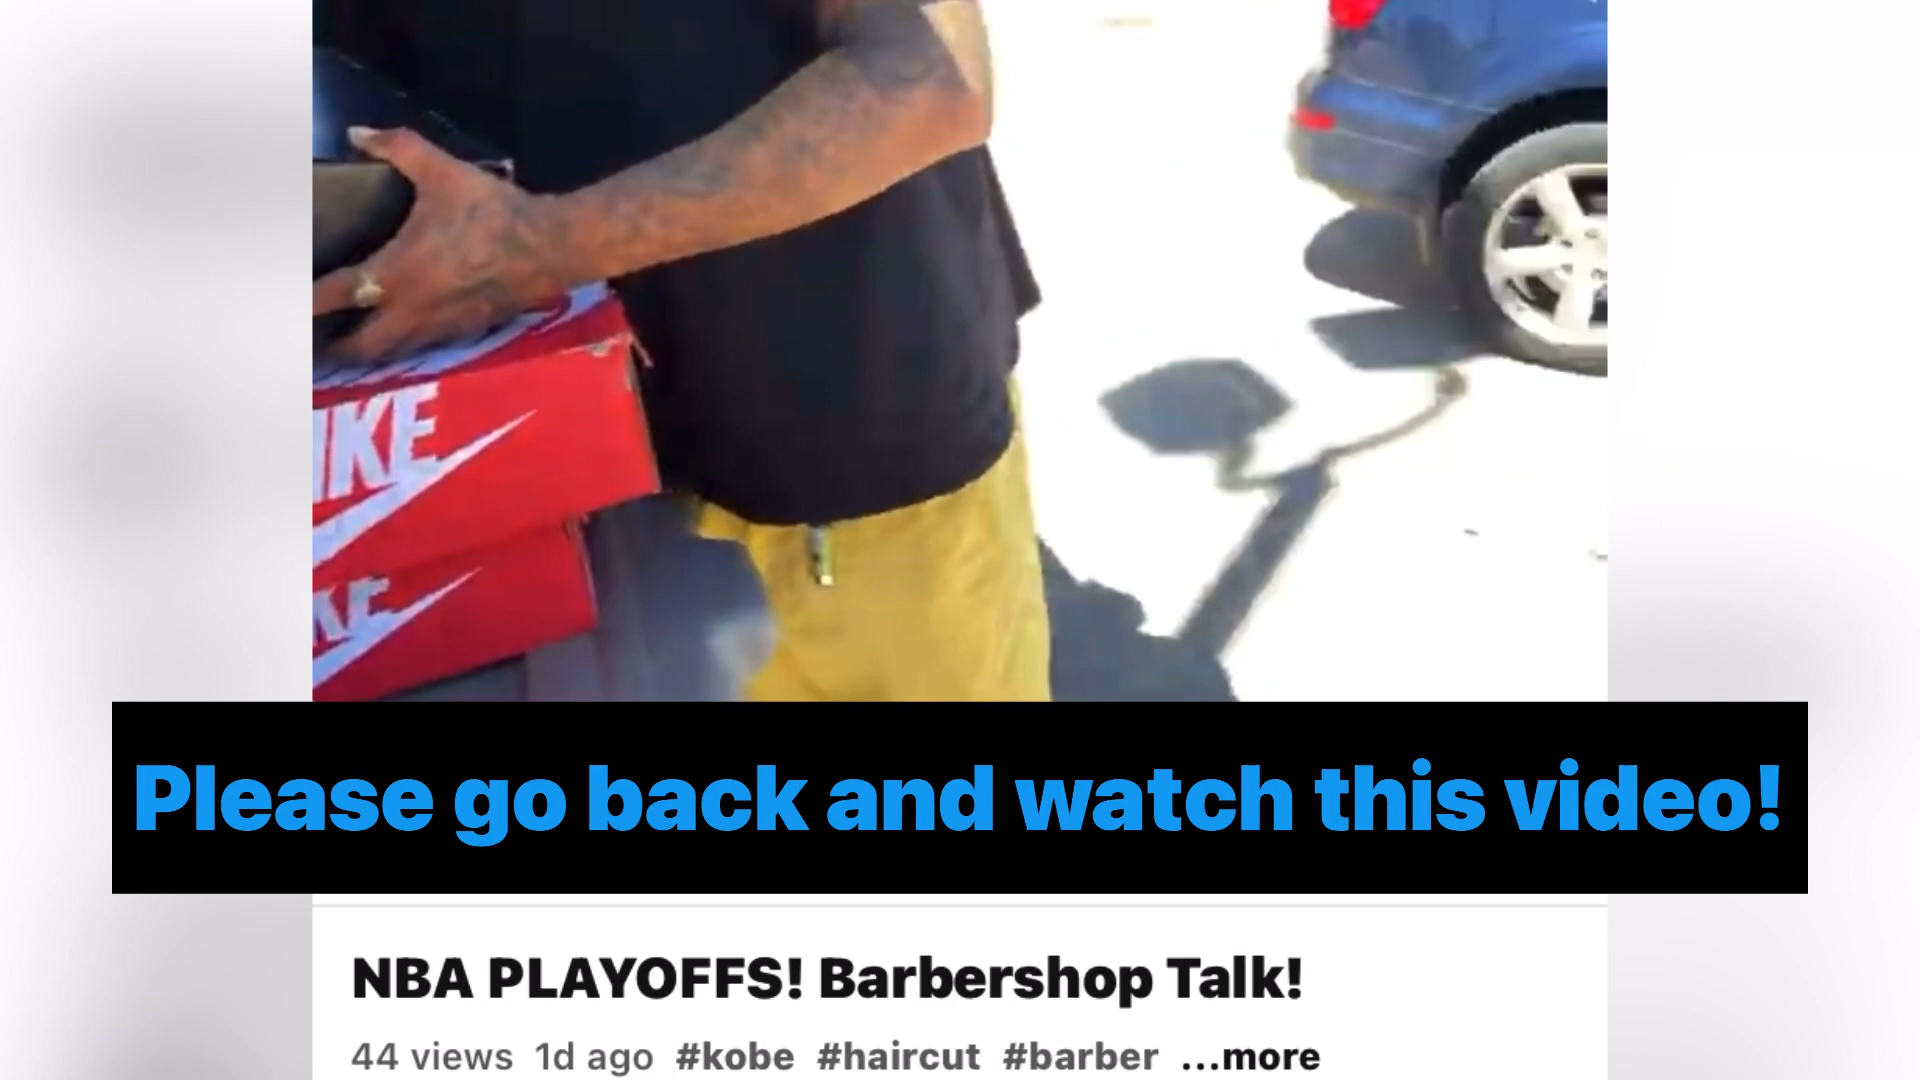 IKE
Please go back and watch this video!
NBA PLAYOFFS! Barbershop Talk!
44 views 1d ago #kobe #haircut #barber ...more